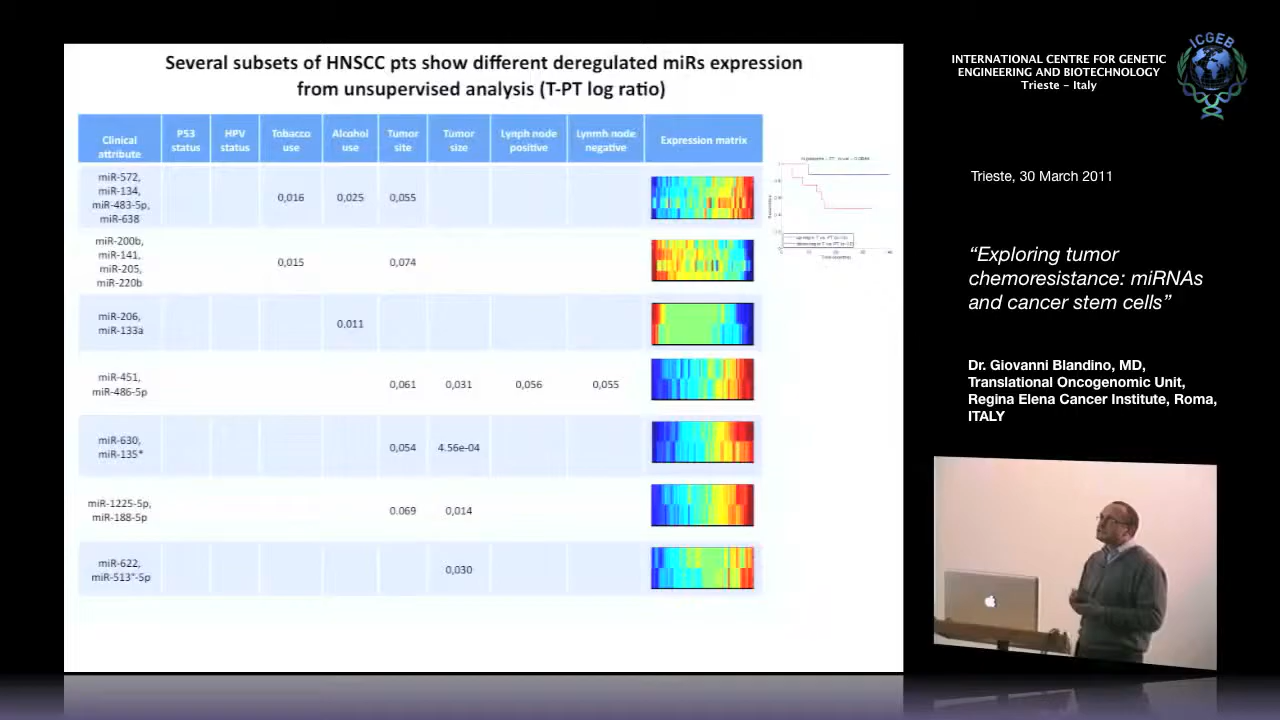 Several subsets of HNSCC pts show different deregulated miRs expression
from unsupervised analysis (T-PT log ratio)
Clinical attribute
P53 status
HPV status
Tobacco use
Alcohol use
Tumor site
Tumor size
Lynph node positive
Lynmh node negative
Expression matrix
miR-572,
miR-134,
miR-483-5p,
miR-638
0,016
0,025
0,055
miR-200b,
miR-141,
miR-205,
miR-220b
0,015
0,074
miR-206,
miR-133a
0.011
miR-451,
miR-486-5p
0,061
0,031
0,056
0,055
miR-630,
miR-135*
0,054
4.56e-04
miR-1225-5p,
miR-188-5p
0.069
0,014
miR-622,
miR-513*-5p
0,030
ICGEB
INTERNATIONAL CENTRE FOR GENETIC
ENGINEERING AND BIOTECHNOLOGY
Trieste - Italy
Trieste, 30 March 2011
“Exploring tumor
chemoresistance: miRNAs
and cancer stem cells”
Dr. Giovanni Blandino, MD,
Translational Oncogenomic Unit,
Regina Elena Cancer Institute, Roma,
ITALY